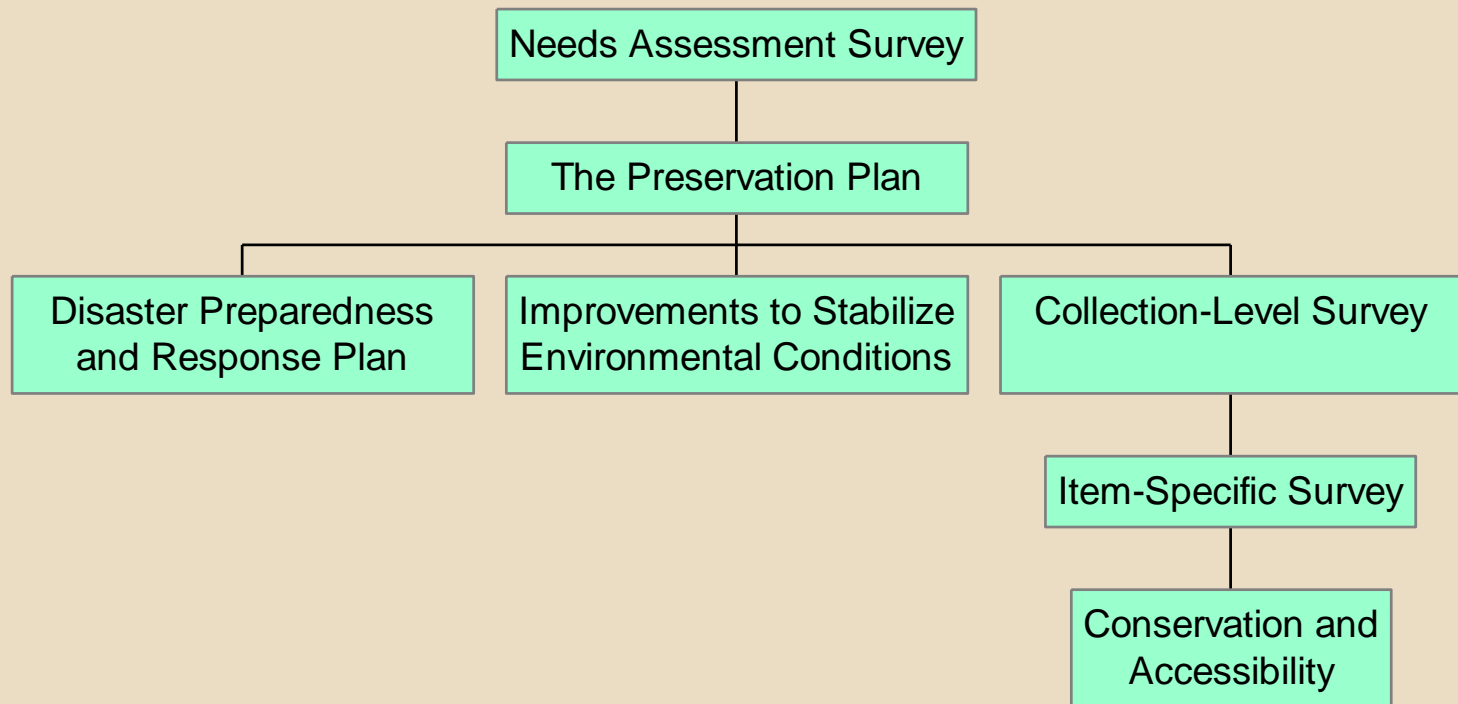 Needs Assessment Survey
The Preservation Plan
Disaster Preparedness
and Response Plan
Improvements to Stabilize
Environmental Conditions
Collection-Level Survey
Item-Specific Survey
Conservation and
Accessibility